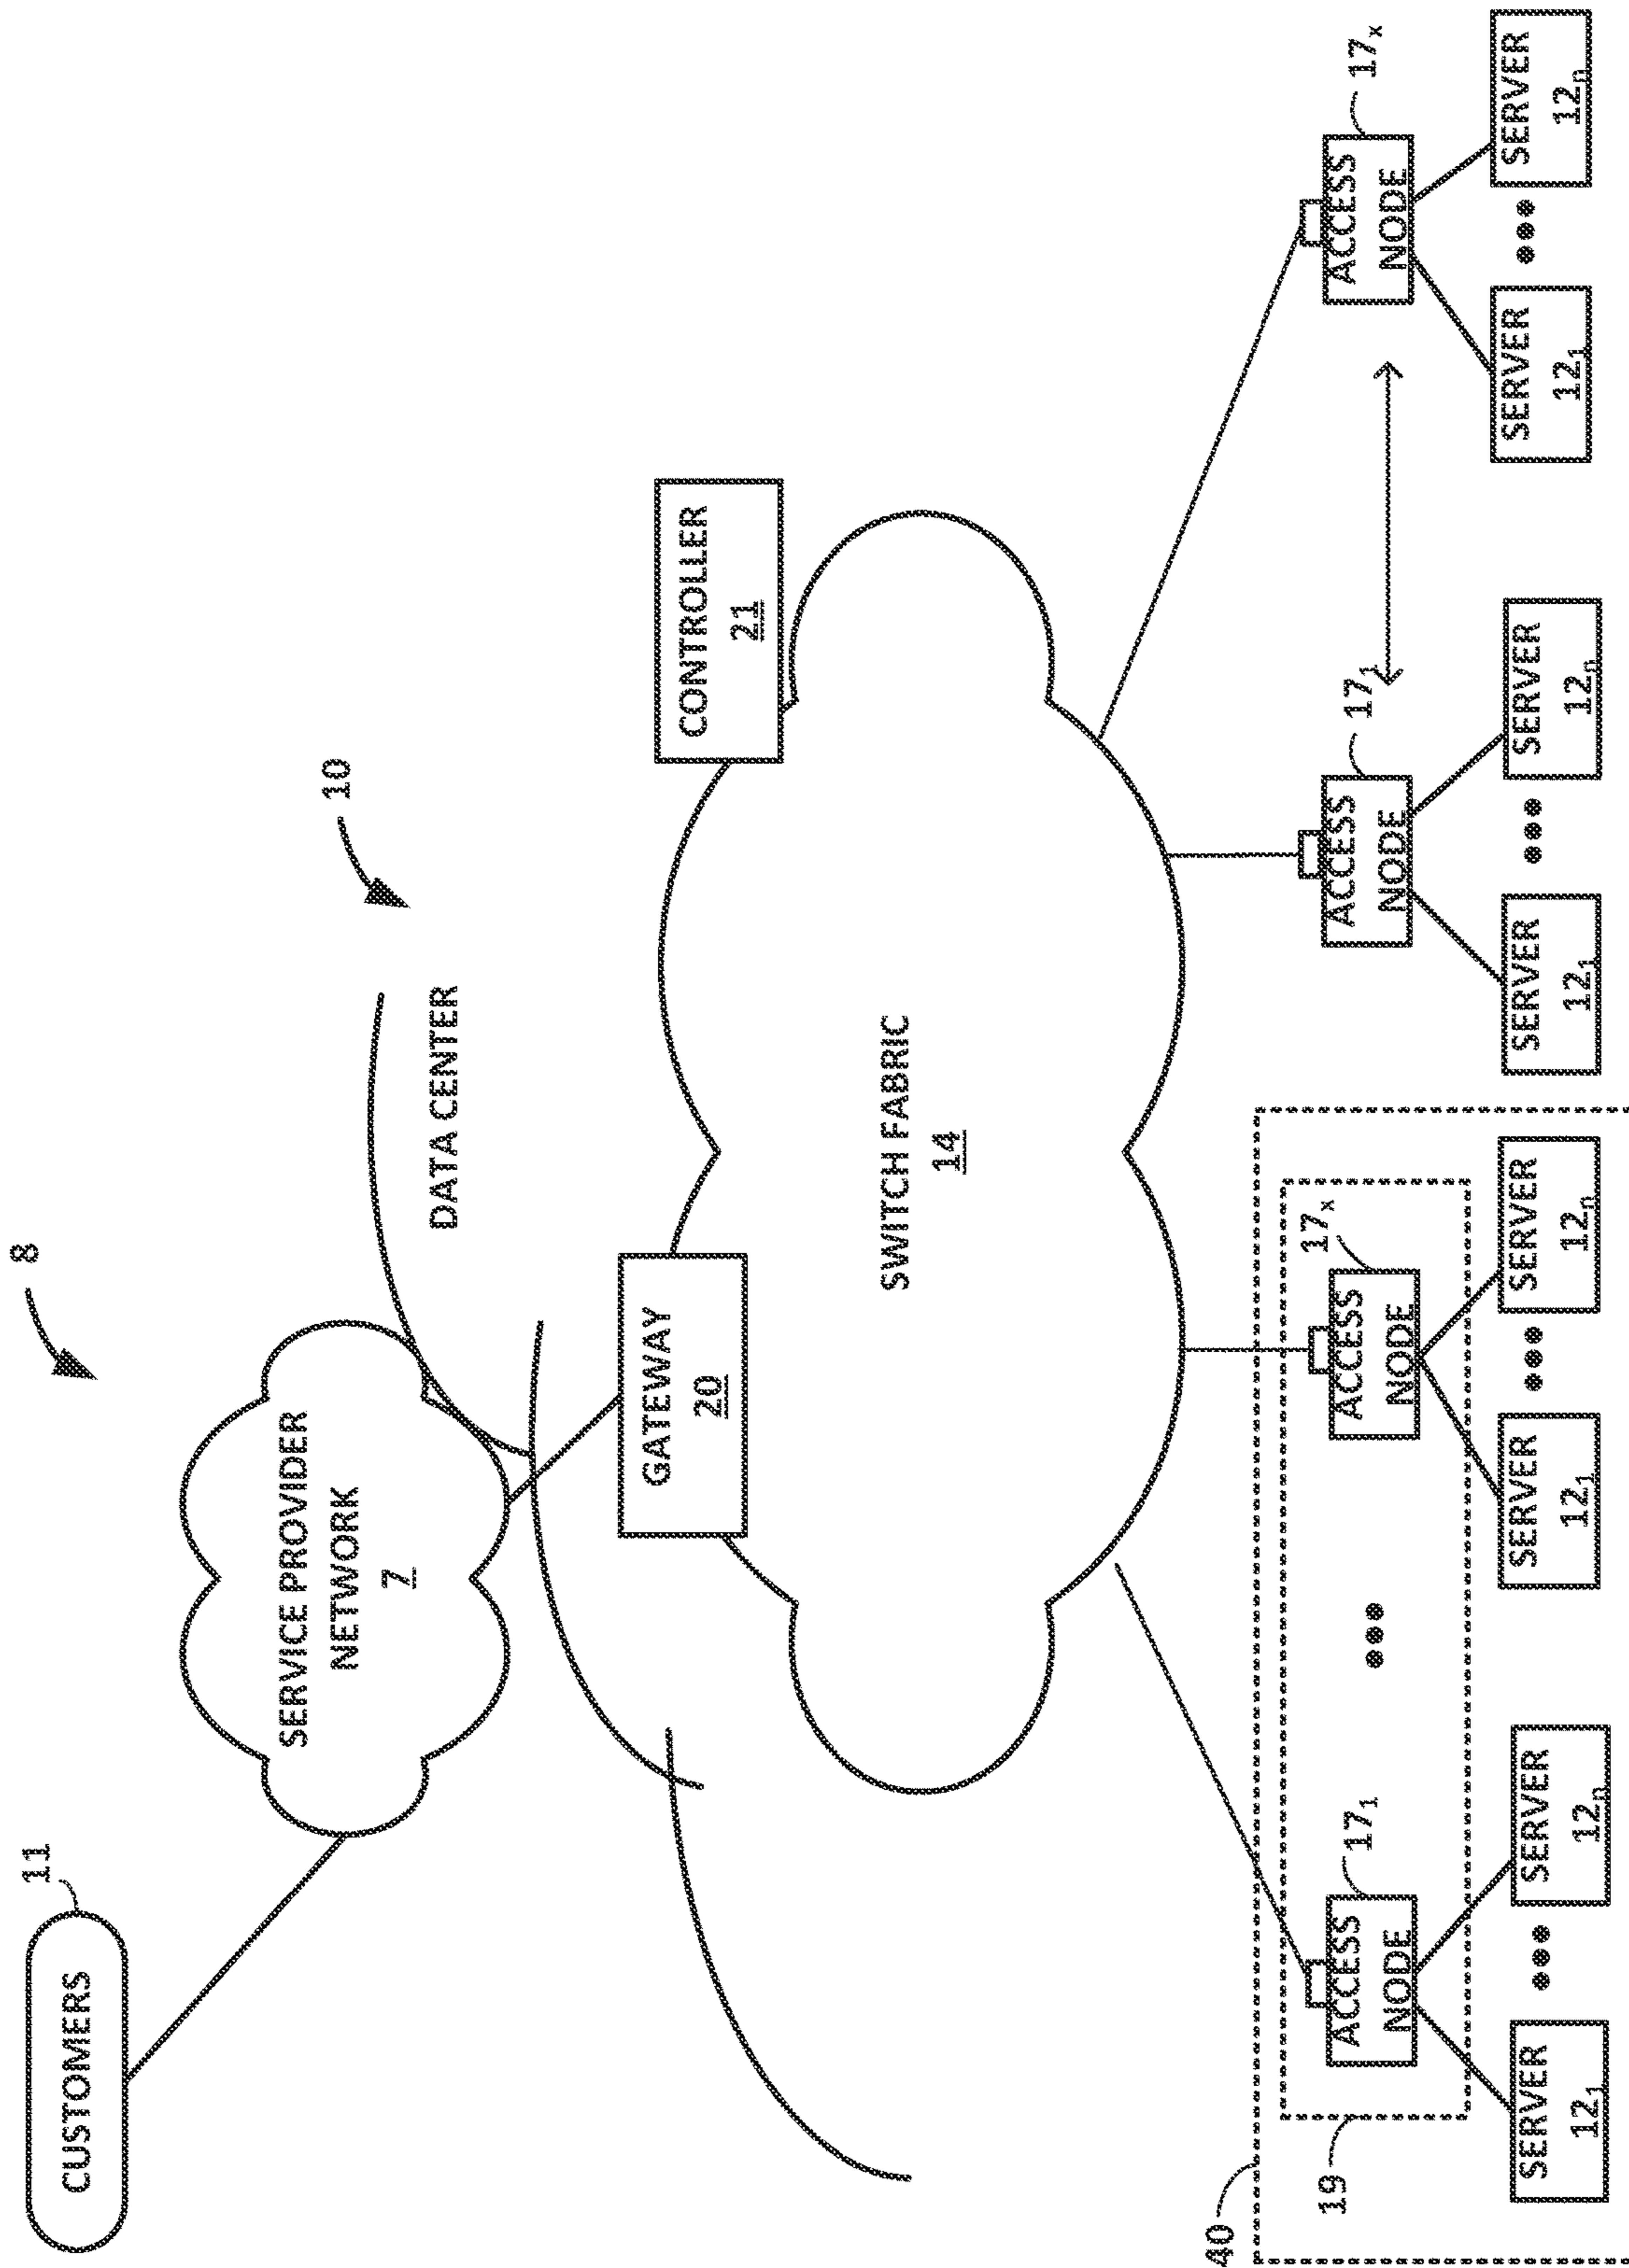 8
CUSTOMERS
11
SERVICE PROVIDER
NETWORK
7
10
DATA CENTER
GATEWAY
20
CONTROLLER
21
SWITCH FABRIC
14
40
19
ACCESS
NODE
17₁
ACCESS
NODE
17ₓ
ACCESS
NODE
17₁
ACCESS
NODE
17ₓ
SERVER
12₁
SERVER
12ₙ
SERVER
12₁
SERVER
12ₙ
SERVER
12₁
SERVER
12ₙ
SERVER
12₁
SERVER
12ₙ